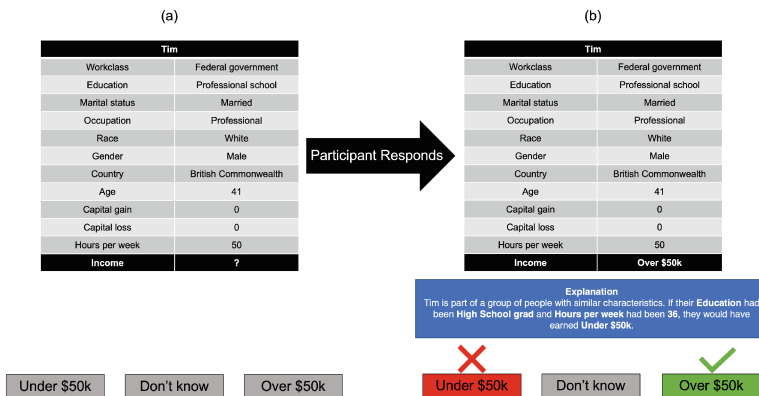 (a)
Tim
Workclass Federal government
Education Professional school
Marital status Married
Occupation Professional
Race White
Gender Male
Country British Commonwealth
Age 41
Capital gain 0
Capital loss 0
Hours per week 50
Income ?
Under $50k
Don't know
Over $50k
Participant Responds
(b)
Tim
Workclass Federal government
Education Professional school
Marital status Married
Occupation Professional
Race White
Gender Male
Country British Commonwealth
Age 41
Capital gain 0
Capital loss 0
Hours per week 50
Income Over $50k
Explanation
Tim is part of a group of people with similar characteristics. If their Education had
been High School grad and Hours per week had been 36, they would have
earned Under $50k.
Under $50k
Don't know
Over $50k